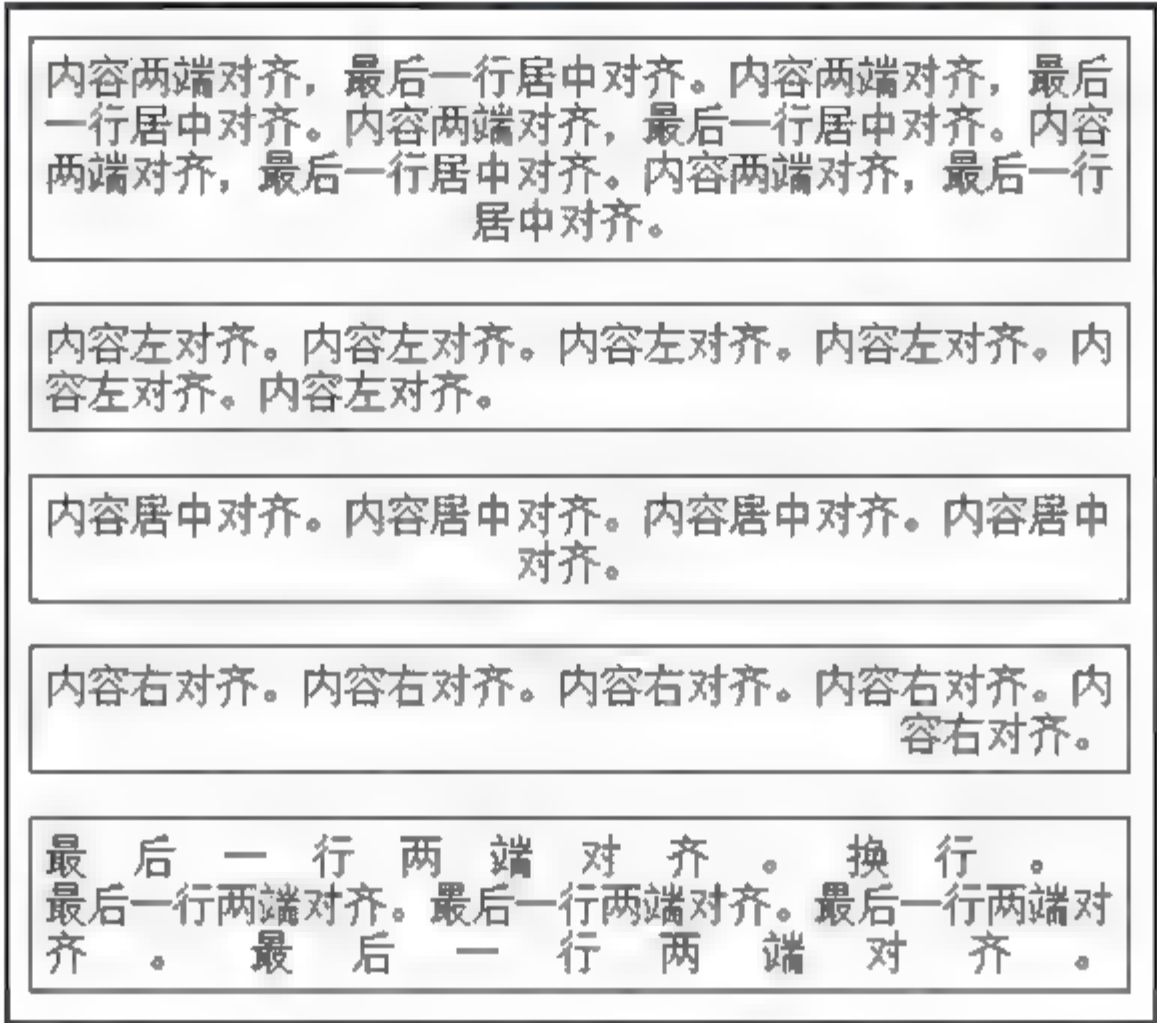 内容两端对齐，最后一行居中对齐。内容两端对齐，最后
一行居中对齐。内容两端对齐，最后一行居中对齐。内容
两端对齐，最后一行居中对齐。内容两端对齐，最后一行
居中对齐。
内容左对齐。内容左对齐。内容左对齐。内容左对齐。内
容左对齐。内容左对齐。
内容居中对齐。内容居中对齐。内容居中对齐。内容居中
对齐。
内容右对齐。内容右对齐。内容右对齐。内容右对齐。内
容右对齐。
最后一行两端对齐。换行。
最后一行两端对齐。最后一行两端对齐。最后一行两端对
齐。最后一行两端对齐。